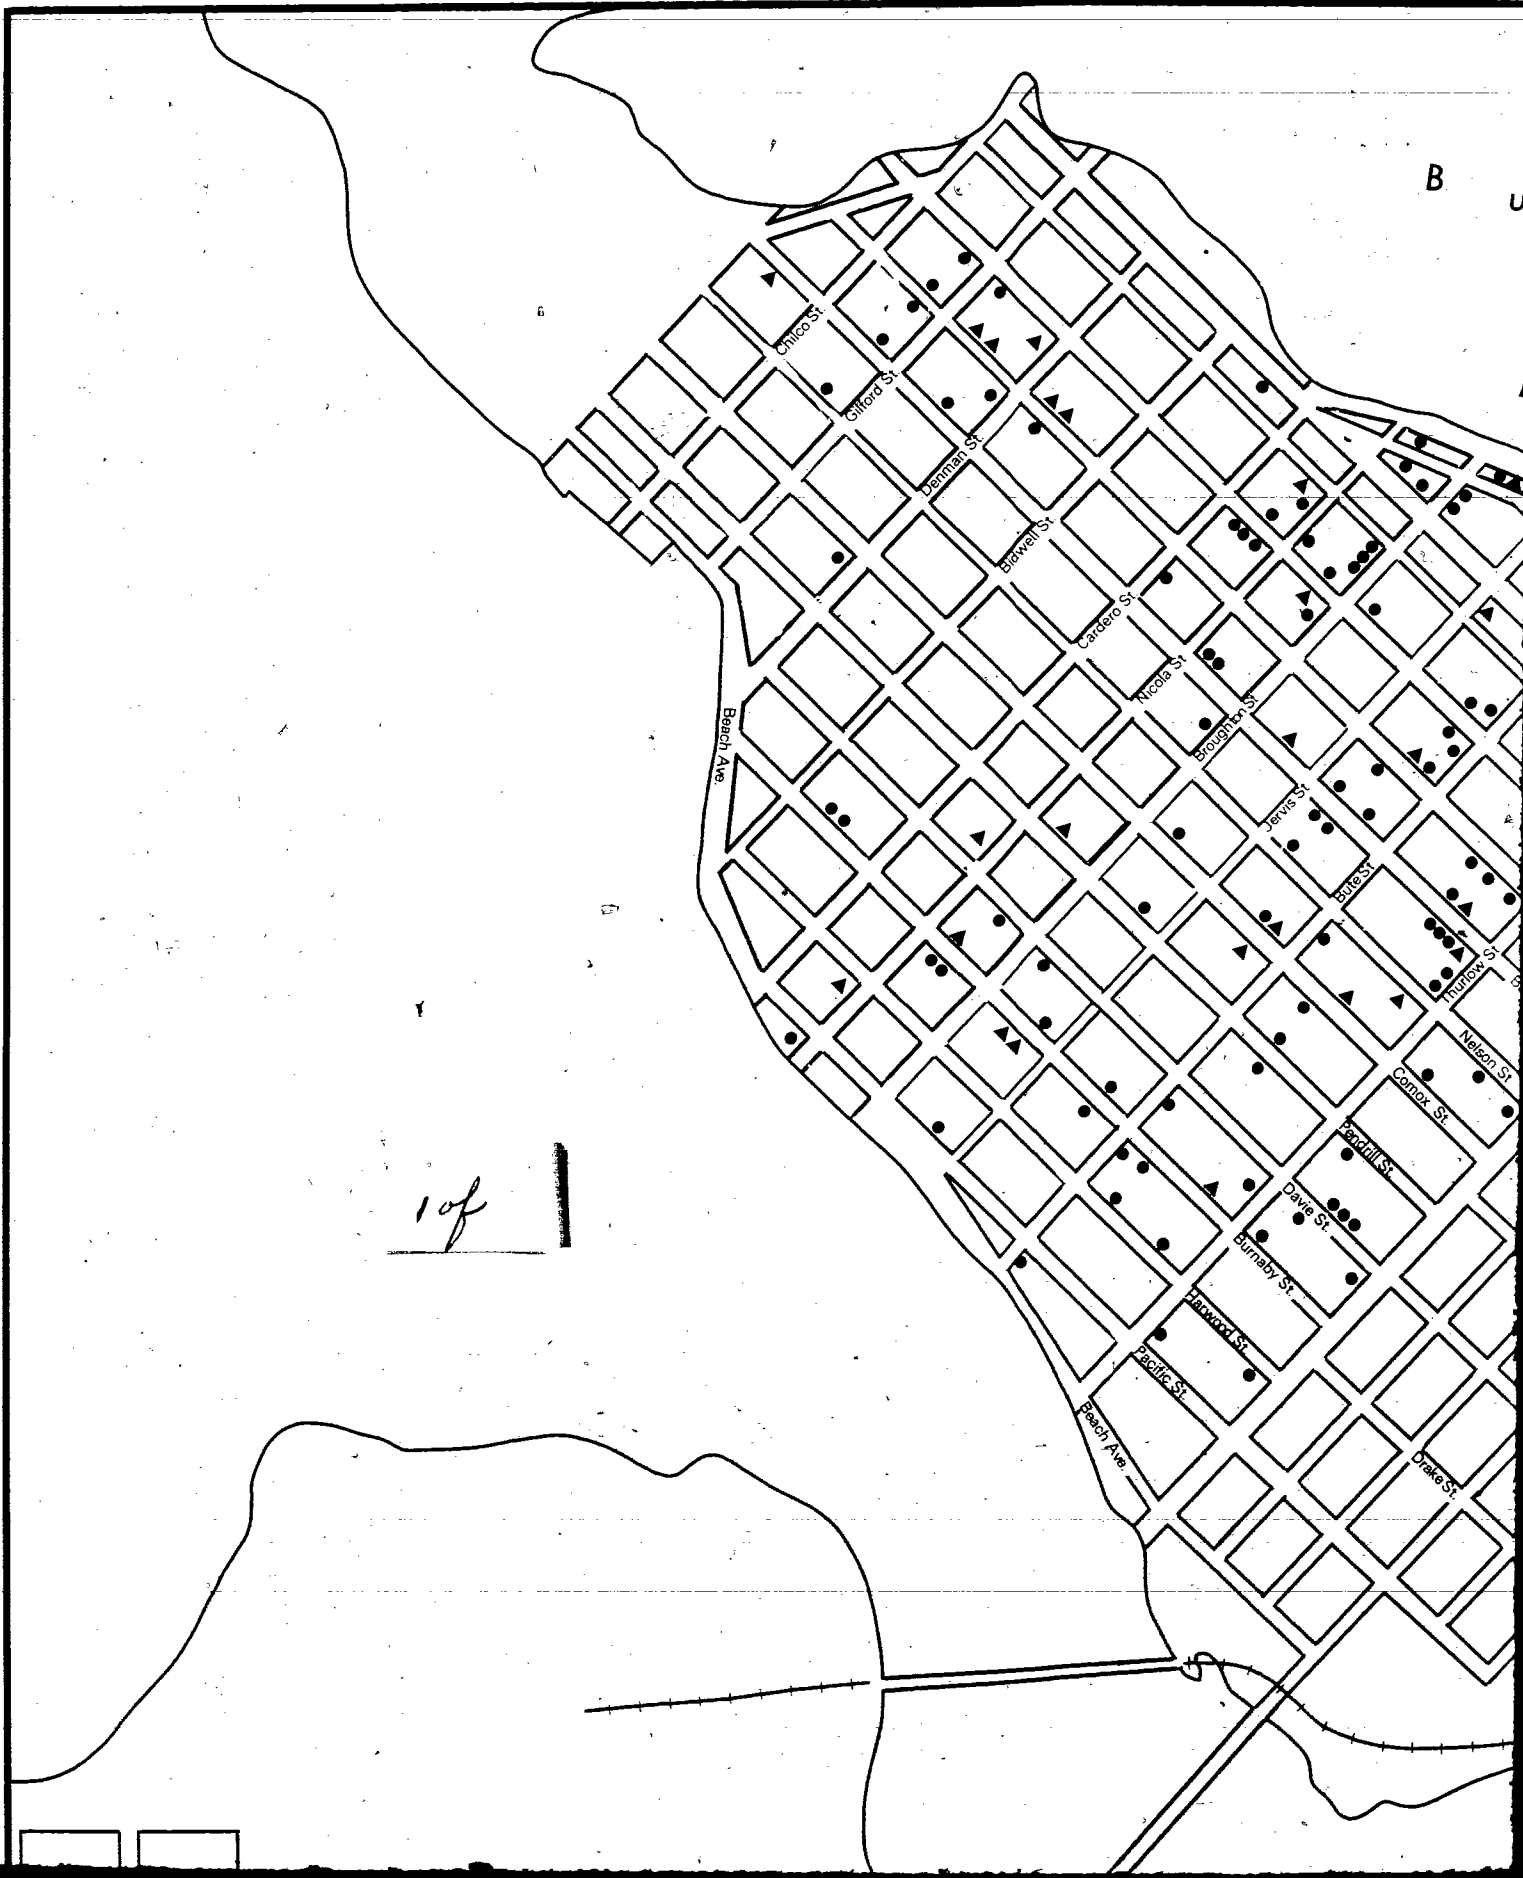 B
U
Chilco St.
Gilford St.
Denman St.
Bidwell St
Cardero St.
Nicola St
Broughton St
Jervis St
Bute St
Thurlow St
B
Beach Ave.
Nelson St
Comox St.
Pendrill St.
Davie St.
Burnaby St.
Harwood St.
Pacific St.
Beach Ave.
Drake St.
1 of